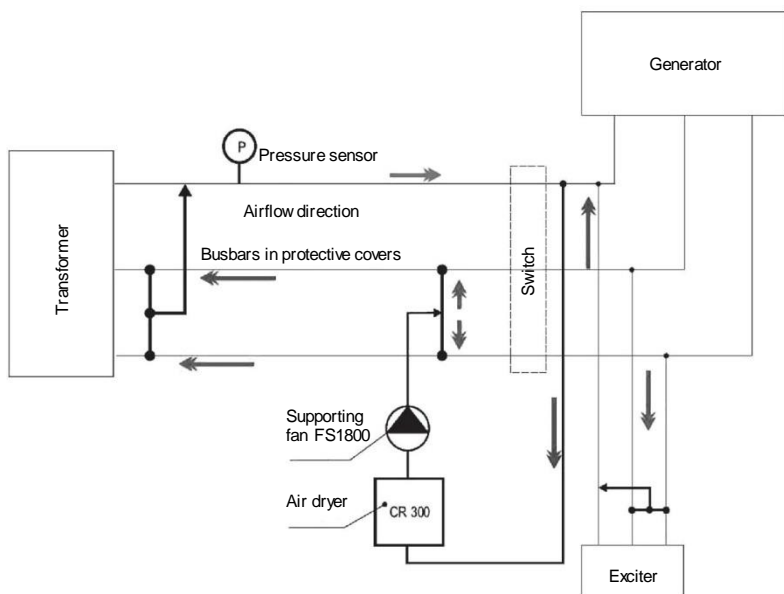 Generator
P
Pressure sensor
Airflow direction
Transformer
Busbars in protective covers
Switch
Supporting
fan FS1800
Air dryer
CR 300
Exciter